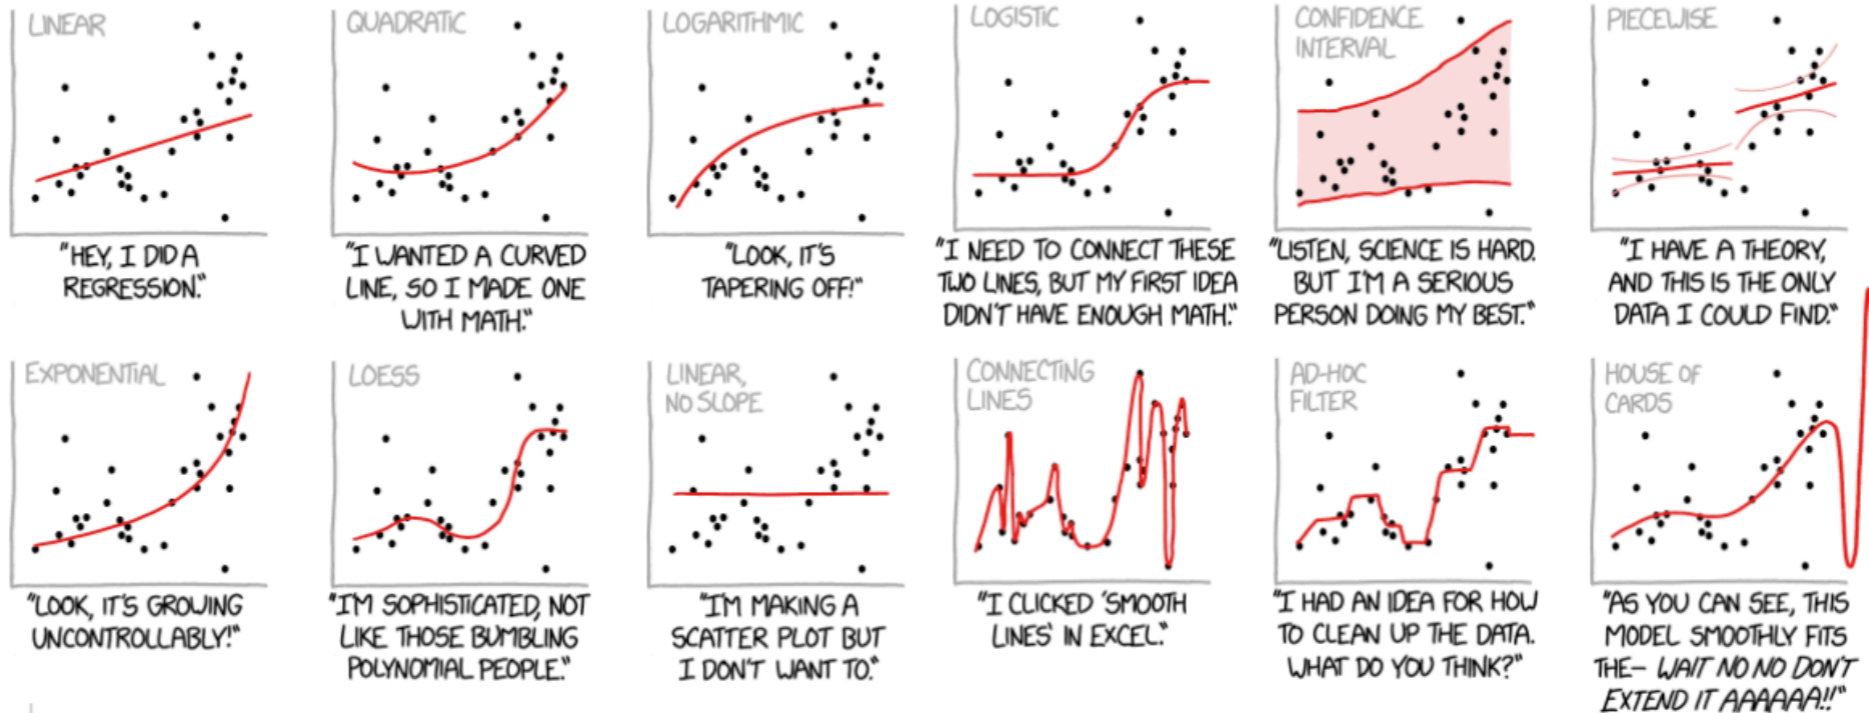 LINEAR
"HEY, I DID A
REGRESSION."
QUADRATIC
"I WANTED A CURVED
LINE, SO I MADE ONE
WITH MATH."
LOGARITHMIC
"LOOK, IT'S
TAPERING OFF!"
LOGISTIC
"I NEED TO CONNECT THESE
TWO LINES, BUT MY FIRST IDEA
DIDN'T HAVE ENOUGH MATH."
CONFIDENCE
INTERVAL
"LISTEN, SCIENCE IS HARD.
BUT I'M A SERIOUS
PERSON DOING MY BEST."
PIECEWISE
"I HAVE A THEORY,
AND THIS IS THE ONLY
DATA I COULD FIND."
EXPONENTIAL
"LOOK, IT'S GROWING
UNCONTROLLABLY!"
LOESS
"I'M SOPHISTICATED, NOT
LIKE THOSE BUMBLING
POLYNOMIAL PEOPLE."
LINEAR,
NO SLOPE
"I'M MAKING A
SCATTER PLOT BUT
I DON'T WANT TO."
CONNECTING
LINES
"I CLICKED 'SMOOTH
LINES' IN EXCEL."
AD-HOC
FILTER
"I HAD AN IDEA FOR HOW
TO CLEAN UP THE DATA.
WHAT DO YOU THINK?"
HOUSE OF
CARDS
"AS YOU CAN SEE, THIS
MODEL SMOOTHLY FITS
THE— WAIT NO NO DON'T
EXTEND IT AAAAAA!!"